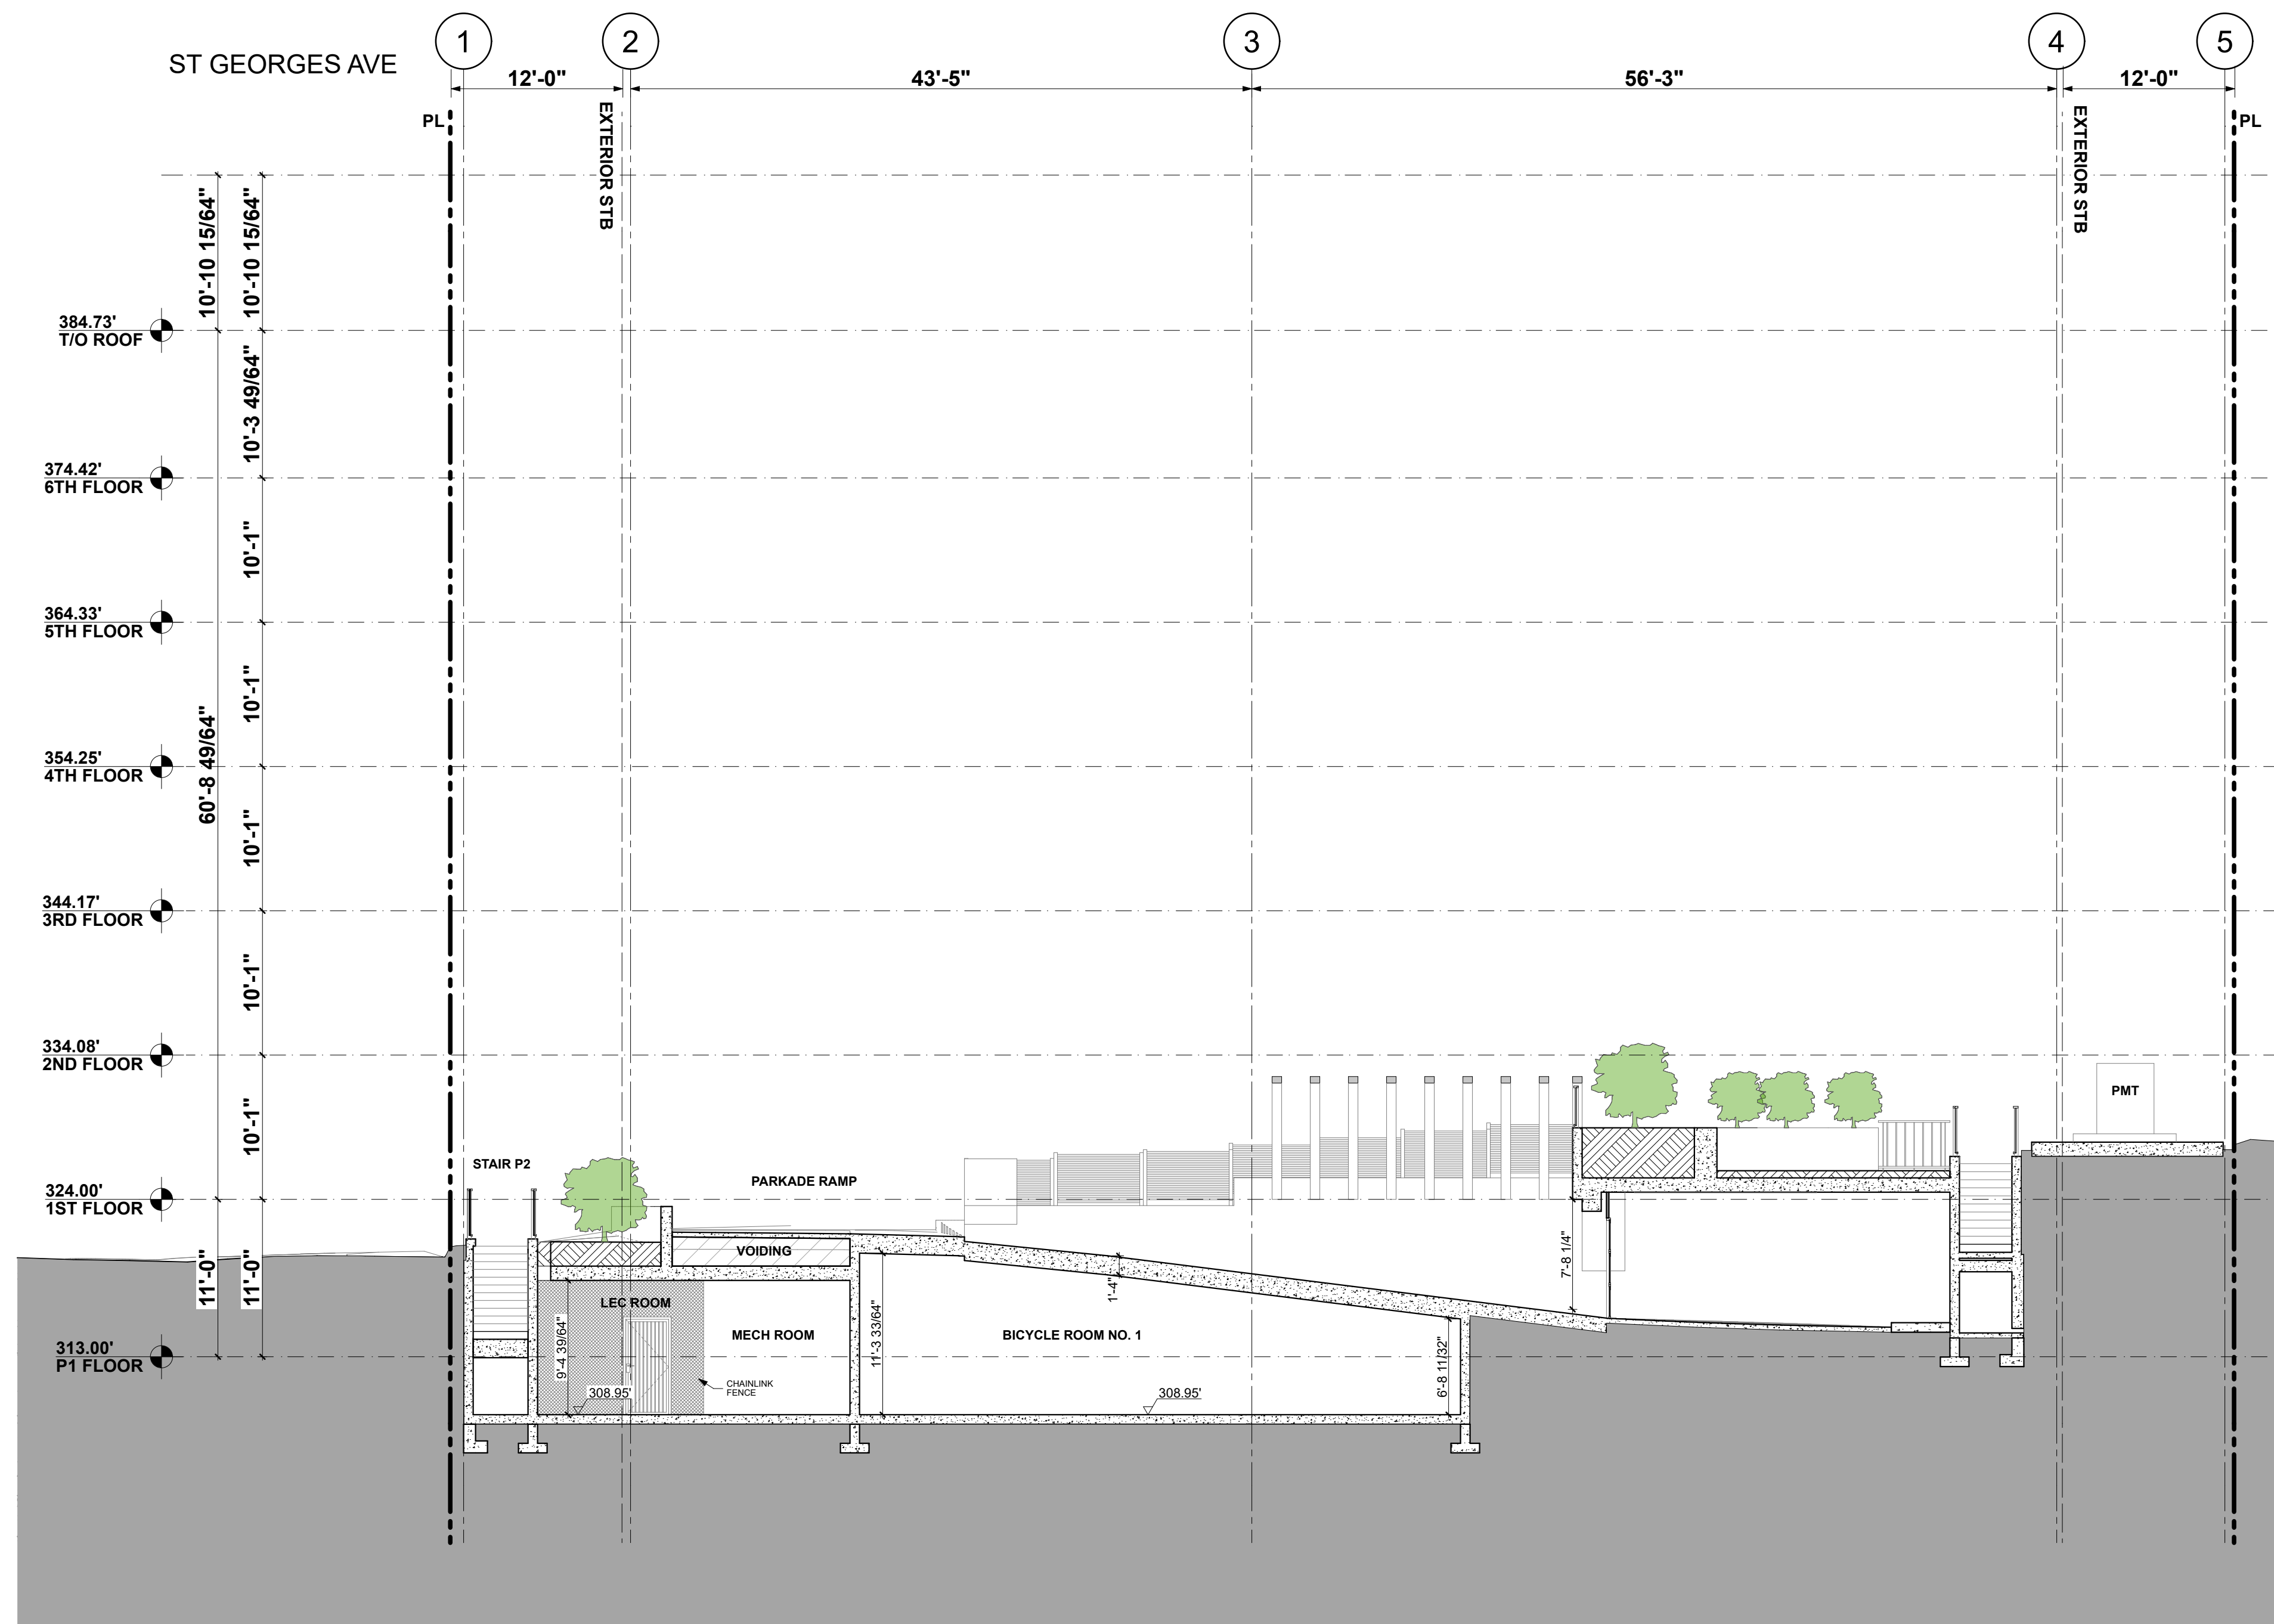 1
2
3
4
5
ST GEORGES AVE
12'-0"
43'-5"
56'-3"
12'-0"
PL
EXTERIOR STB
EXTERIOR STB
PL
10'-10 15/64"
10'-10 15/64"
384.73'
T/O ROOF
10'-3 49/64"
374.42'
6TH FLOOR
10'-1"
364.33'
5TH FLOOR
10'-1"
60'-8 49/64"
354.25'
4TH FLOOR
10'-1"
344.17'
3RD FLOOR
10'-1"
334.08'
2ND FLOOR
10'-1"
PMT
STAIR P2
PARKADE RAMP
324.00'
1ST FLOOR
VOIDING
7'-8 1/4"
11'-0"
11'-0"
1'-4"
LEC ROOM
MECH ROOM
BICYCLE ROOM NO. 1
9'-4 39/64"
11'-3 33/64"
6'-8 11/32"
313.00'
P1 FLOOR
CHAINLINK
FENCE
308.95'
308.95'